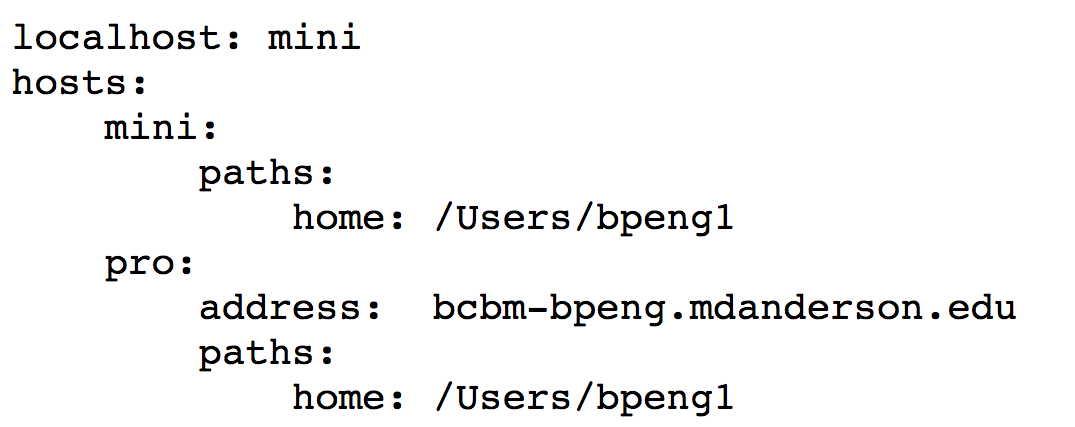 localhost: mini
hosts:
    mini:
        paths:
            home: /Users/bpeng1
    pro:
        address:  bcbm-bpeng.mdanderson.edu
        paths:
            home: /Users/bpeng1